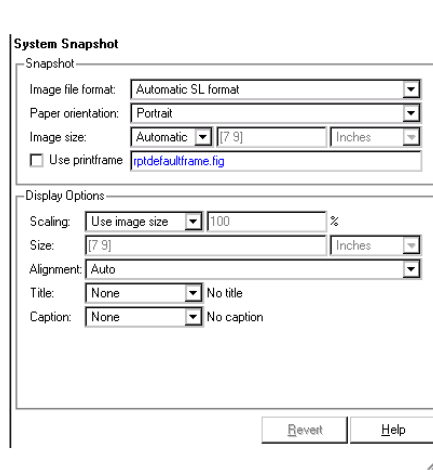 System Snapshot
Snapshot
Image file format: Automatic SL format
Paper orientation: Portrait
Image size: Automatic [7 9] Inches
Use printframe rptdefaultframe.fig
Display Options
Scaling: Use image size 100 %
Size: [7 9] Inches
Alignment: Auto
Title: None No title
Caption: None No caption
Revert Help